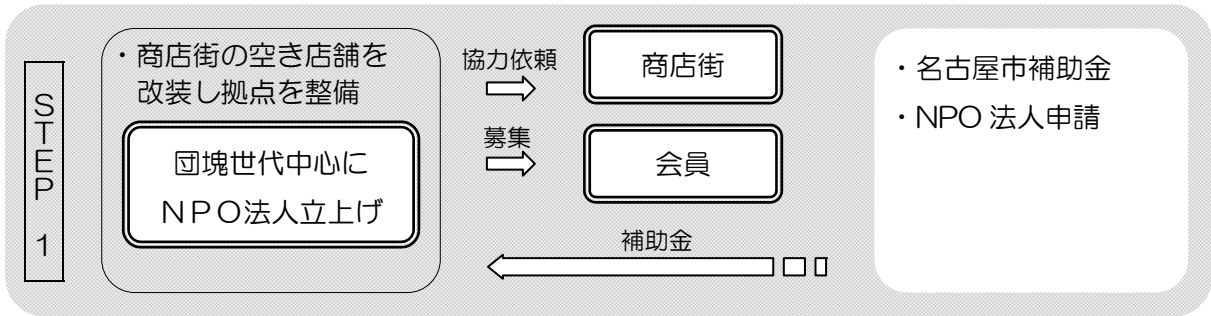 STEP 1
・商店街の空き店舗を
改装し拠点を整備
団塊世代中心に
NPO法人立上げ
協力依頼
商店街
募集
会員
補助金
・名古屋市補助金
・NPO 法人申請